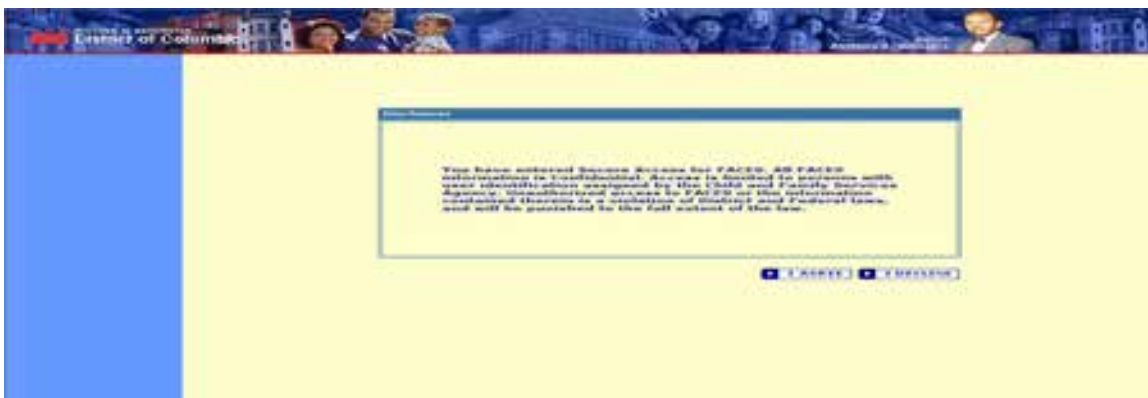 District of Columbia
You have entered Secure Access for FACES. All FACES
information is Confidential. Access is limited to persons with
user identification assigned by the Child and Family Services
Agency. Unauthorized access to FACES or the information
contained therein is a violation of District and Federal laws,
and will be punished to the full extent of the law.
I AGREE I DECLINE